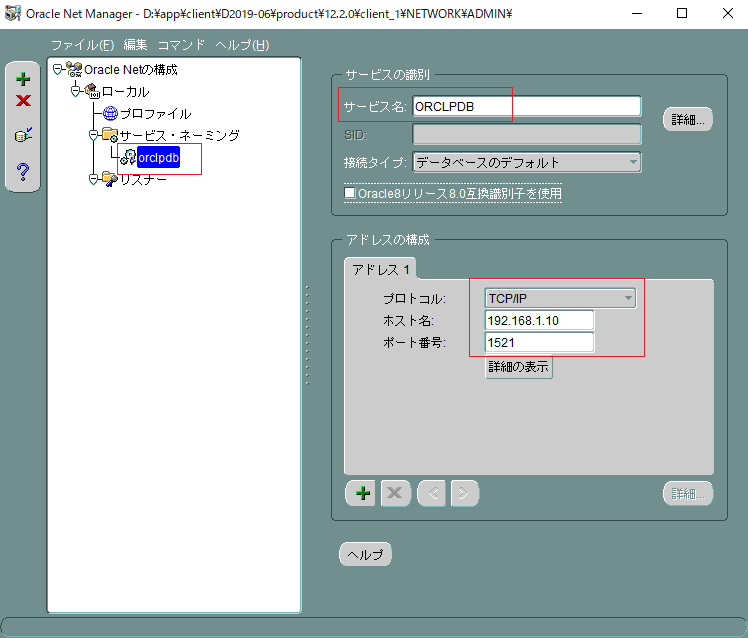 Oracle Net Manager - D:¥app¥client¥D2019-06¥product¥12.2.0¥client_1¥NETWORK¥ADMIN¥
ファイル(F) 編集 コマンド ヘルプ(H)
Oracle Netの構成
ローカル
プロファイル
サービス・ネーミング
orclpdb
リスナー
サービスの識別
サービス名: ORCLPDB
詳細...
SID:
接続タイプ: データベースのデフォルト
Oracle8リリース8.0互換識別子を使用
アドレスの構成
アドレス 1
プロトコル: TCP/IP
ホスト名: 192.168.1.10
ポート番号: 1521
詳細の表示
詳細...
ヘルプ